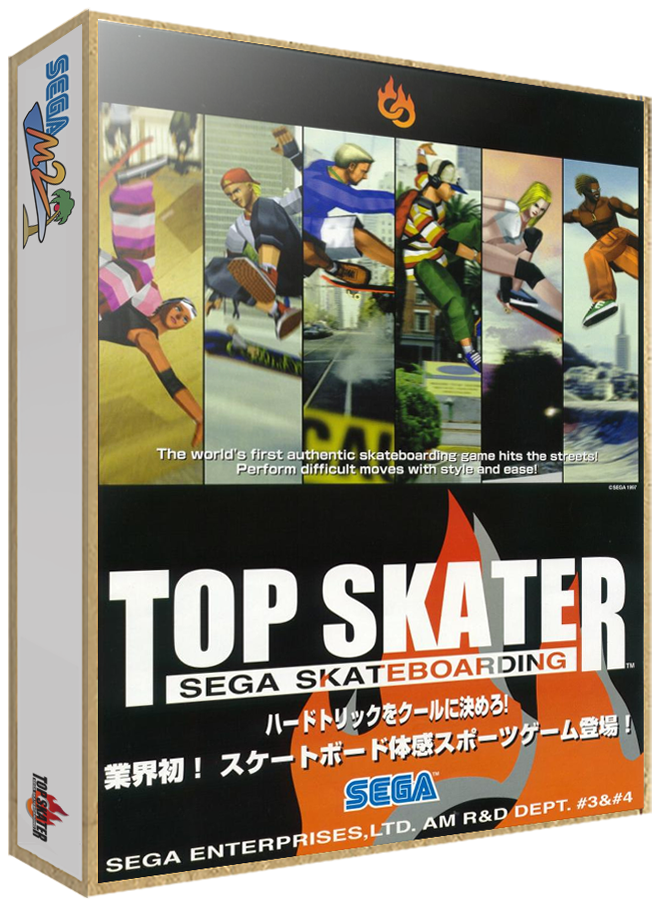 SEGA
M2
The world's first authentic skateboarding game hits the streets!
Perform difficult moves with style and ease!
©SEGA 1997
CAU
TOP SKATER™
SEGA SKATEBOARDING
ハードトリックをクールに決めろ!
業界初! スケートボード体感スポーツゲーム登場!
SEGA™
SEGA ENTERPRISES,LTD. AM R&D DEPT. #3&#4
TOP SKATER